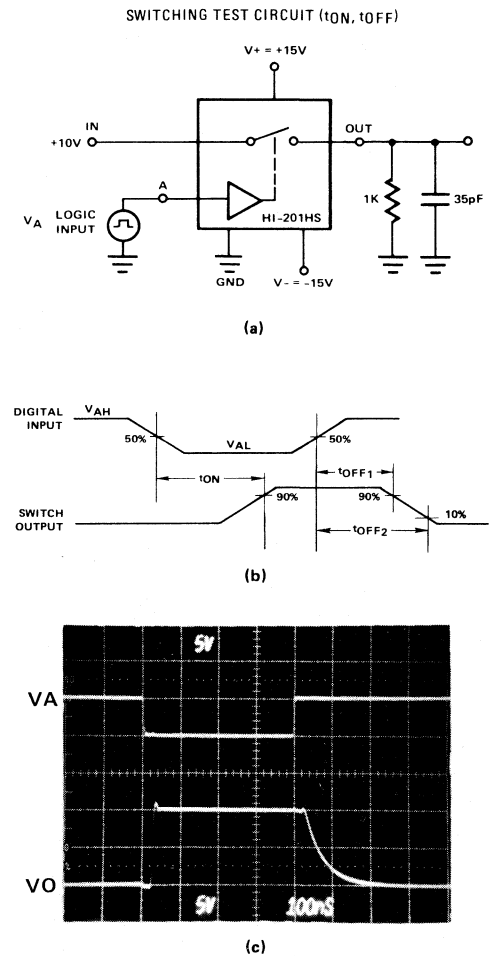 SWITCHING TEST CIRCUIT (tON, tOFF)
V+ = +15V
IN
+10V
OUT
A
VA LOGIC INPUT
1K
35pF
HI-201HS
GND
V- = -15V
(a)
DIGITAL INPUT
VAH
50%
VAL
50%
tON
tOFF1
90%
90%
SWITCH OUTPUT
tOFF2
10%
(b)
5V
VA
VO
5V
100nS
(c)